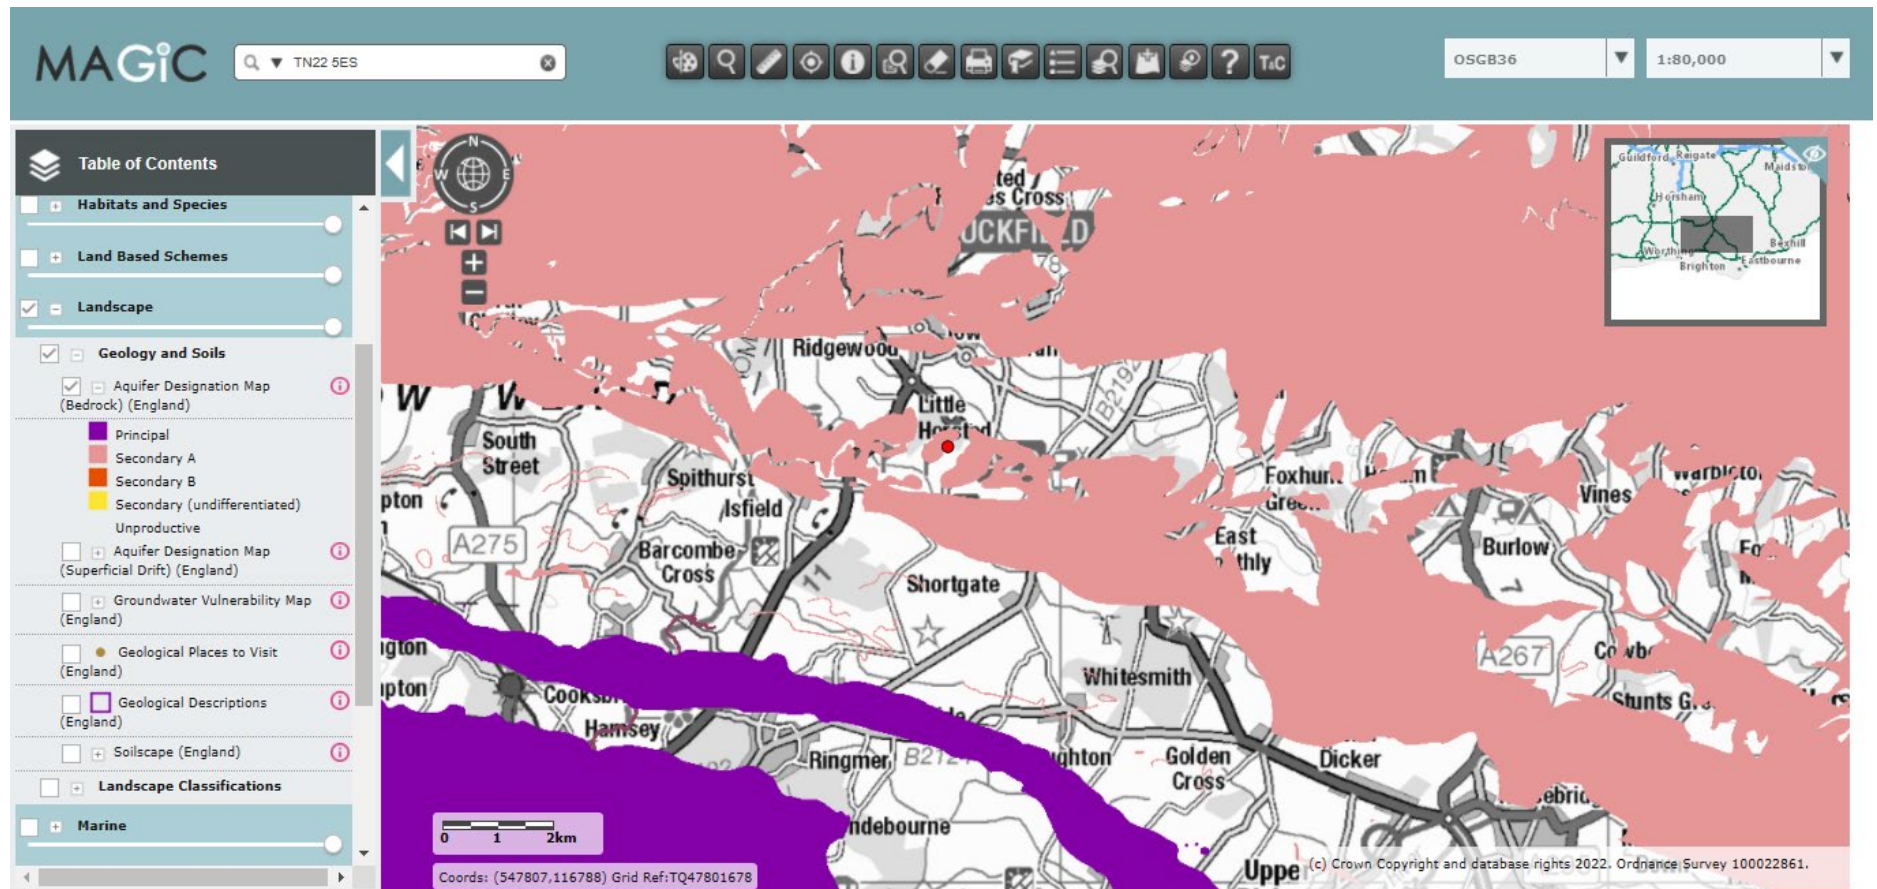 MAGiC
TN22 5ES
T&C
OSGB36
1:80,000
Table of Contents
Habitats and Species
Land Based Schemes
Landscape
Geology and Soils
Aquifer Designation Map
(Bedrock) (England)
Principal
Secondary A
Secondary B
Secondary (undifferentiated)
Unproductive
Aquifer Designation Map
(Superficial Drift) (England)
Groundwater Vulnerability Map
(England)
Geological Places to Visit
(England)
Geological Descriptions
(England)
Soilscape (England)
Landscape Classifications
Marine
N
W
E
S
Guildford
Reigate
Horsham
Worthing
Brighton
Eastbourne
Bexhill
Ridgewood
B2192
Little
Horsted
South
Street
Spithurst
Isfield
A275
Barcombe
Cross
Shortgate
East
Burlow
Vines
Whitesmith
A267
Hamsey
Ringmer
Golden
Cross
Dicker
0 1 2km
Coords: (547807,116788) Grid Ref:TQ47801678
(c) Crown Copyright and database rights 2022. Ordnance Survey 100022861.